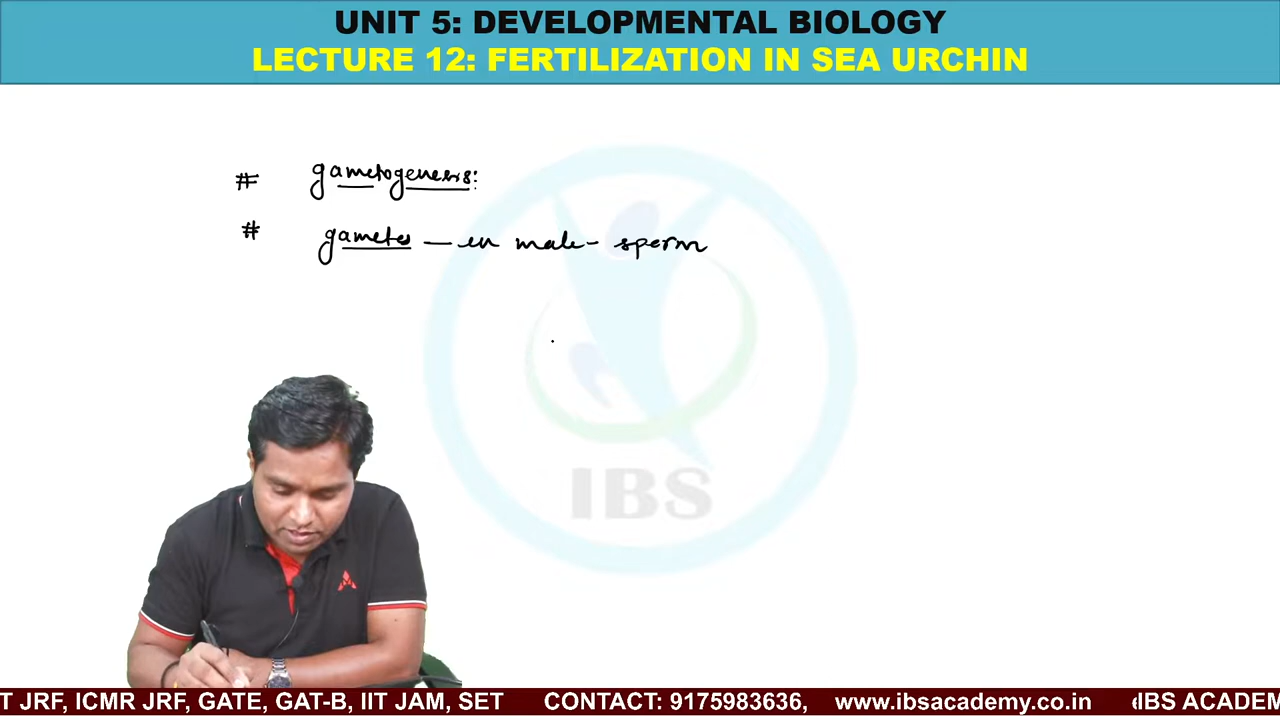 UNIT 5: DEVELOPMENTAL BIOLOGY
LECTURE 12: FERTILIZATION IN SEA URCHIN
# gametogenesis:
# gametes — in male - sperm
IBS
T JRF, ICMR JRF, GATE, GAT-B, IIT JAM, SET CONTACT: 9175983636, www.ibsacademy.co.in IBS ACADEM